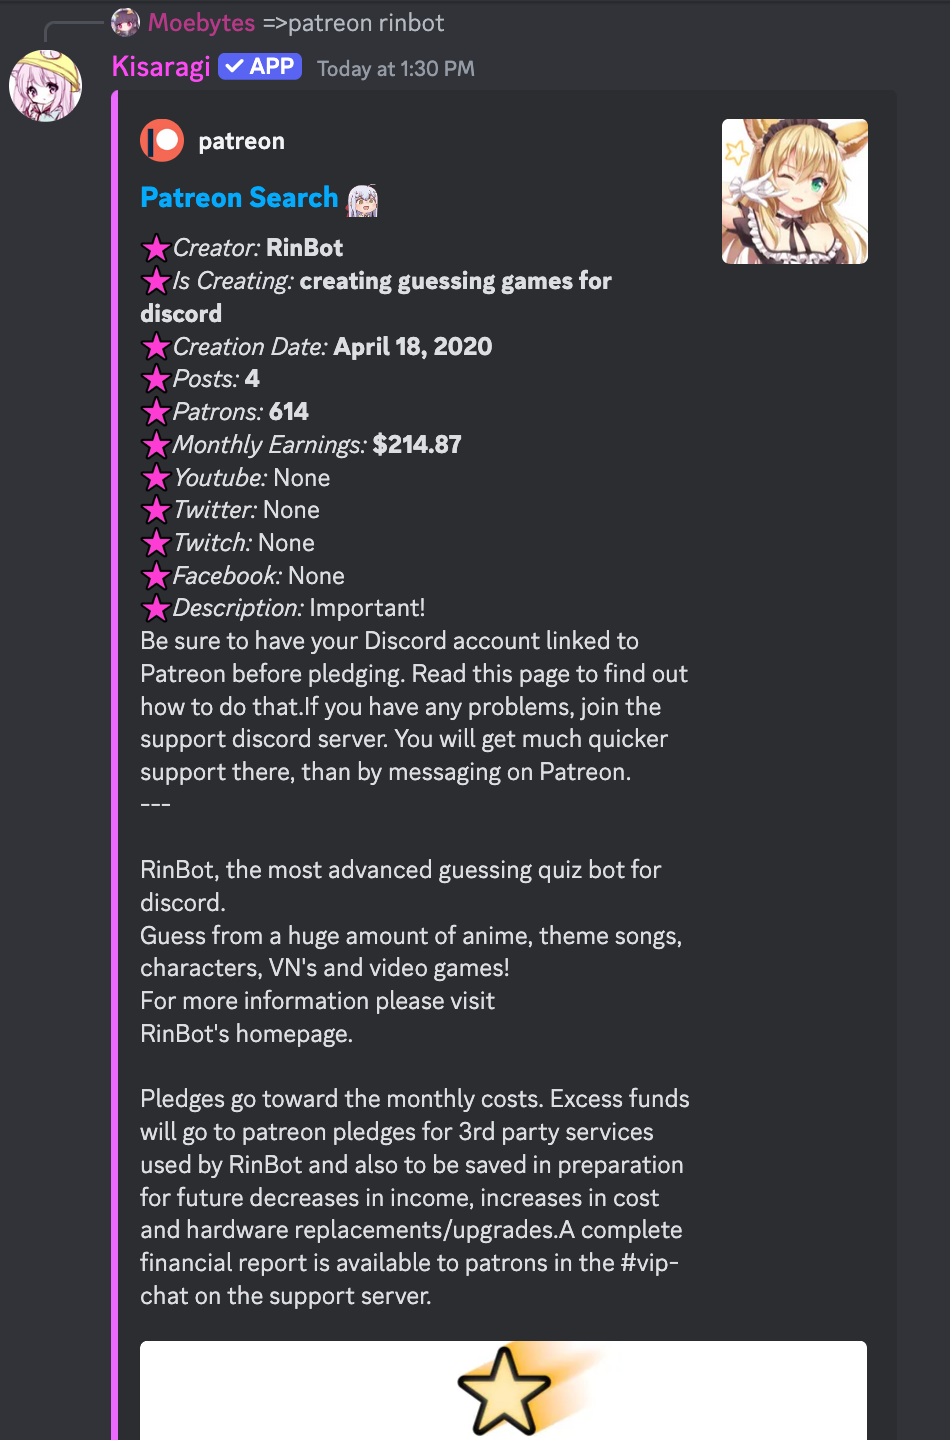 Moebytes =>patreon rinbot
Kisaragi APP Today at 1:30 PM
patreon
Patreon Search
Creator: RinBot
Is Creating: creating guessing games for
discord
Creation Date: April 18, 2020
Posts: 4
Patrons: 614
Monthly Earnings: $214.87
Youtube: None
Twitter: None
Twitch: None
Facebook: None
Description: Important!
Be sure to have your Discord account linked to
Patreon before pledging. Read this page to find out
how to do that.If you have any problems, join the
support discord server. You will get much quicker
support there, than by messaging on Patreon.
---
RinBot, the most advanced guessing quiz bot for
discord.
Guess from a huge amount of anime, theme songs,
characters, VN's and video games!
For more information please visit
RinBot's homepage.
Pledges go toward the monthly costs. Excess funds
will go to patreon pledges for 3rd party services
used by RinBot and also to be saved in preparation
for future decreases in income, increases in cost
and hardware replacements/upgrades.A complete
financial report is available to patrons in the #vip-
chat on the support server.